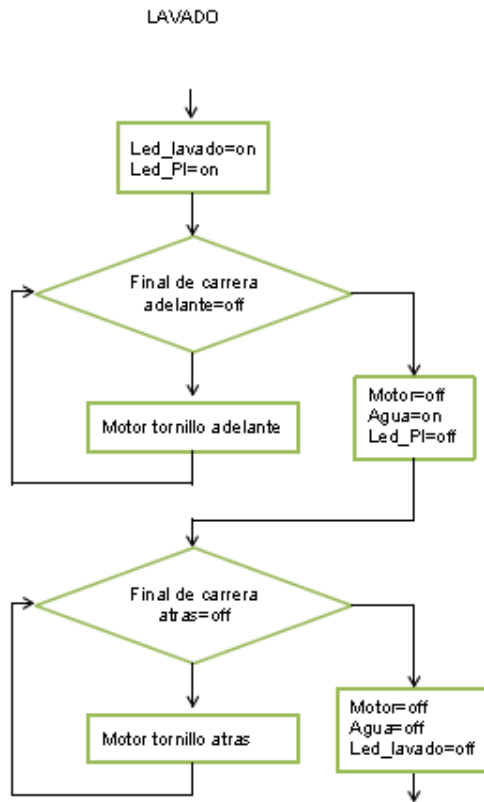 LAVADO
Led_lavado=on
Led_PI=on
Final de carrera
adelante=off
Motor tornillo adelante
Motor=off
Agua=on
Led_PI=off
Final de carrera
atras=off
Motor tornillo atras
Motor=off
Agua=off
Led_lavado=off